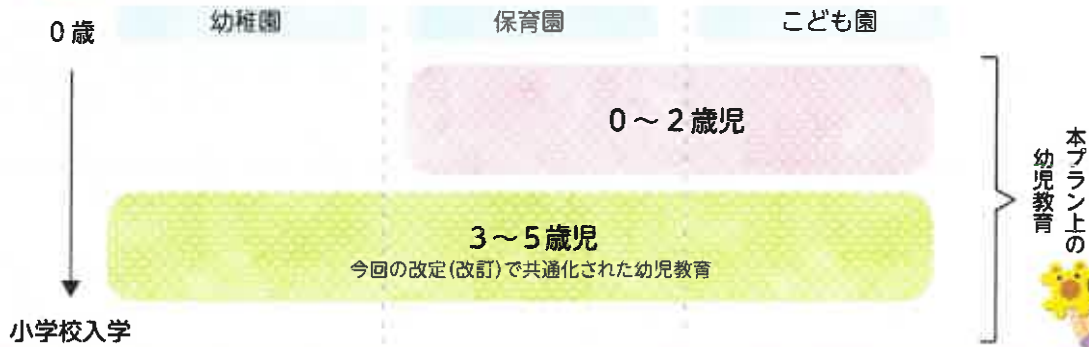 幼稚園
保育園
こども園
0歳
0～2歳児
3～5歳児
今回の改定(改訂)で共通化された幼児教育
小学校入学
本プラン上の
幼児教育